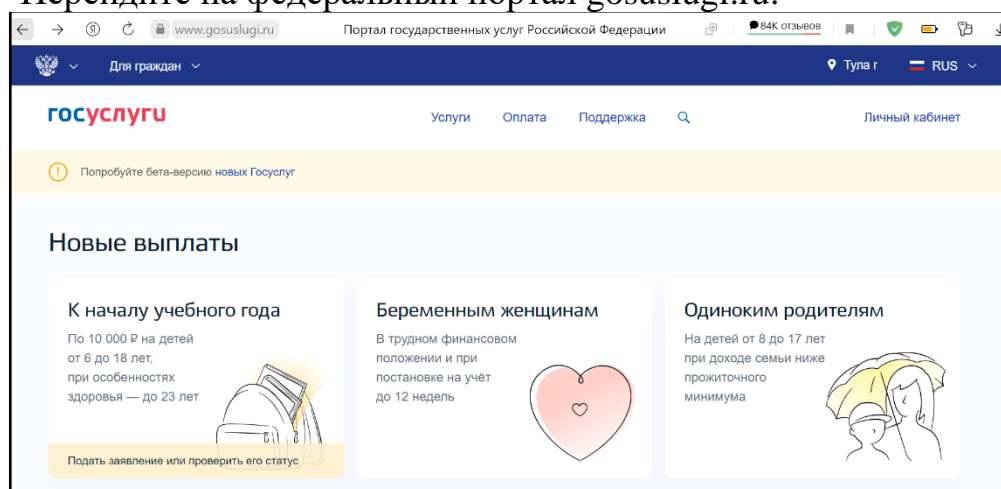 Перейдите на федеральный портал gosuslugi.ru.
www.gosuslugi.ru Портал государственных услуг Российской Федерации 84K отзывов
Для граждан Тула г RUS
госуслуги Услуги Оплата Поддержка Личный кабинет
Попробуйте бета-версию новых Госуслуг
Новые выплаты
К началу учебного года
По 10 000 ₽ на детей
от 6 до 18 лет,
при особенностях
здоровья — до 23 лет
Подать заявление или проверить его статус
Беременным женщинам
В трудном финансовом
положении и при
постановке на учёт
до 12 недель
Одиноким родителям
На детей от 8 до 17 лет
при доходе семьи ниже
прожиточного
минимума